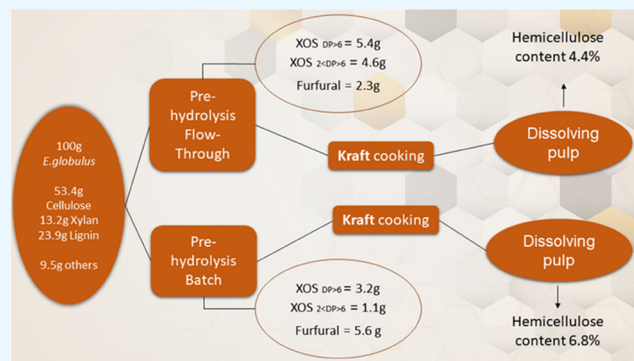 100g
E.globulus
53.4g
Cellulose
13.2g Xylan
23.9g Lignin
9.5g others
Pre-
hydrolysis
Flow-
Through
XOS DP>6 = 5.4g
XOS 2<DP>6 = 4.6g
Furfural = 2.3g
Kraft cooking
Dissolving
pulp
Hemicellulose
content 4.4%
Pre-
hydrolysis
Batch
XOS DP>6 = 3.2g
XOS 2<DP>6 = 1.1g
Furfural = 5.6 g
Kraft cooking
Dissolving
pulp
Hemicellulose
content 6.8%